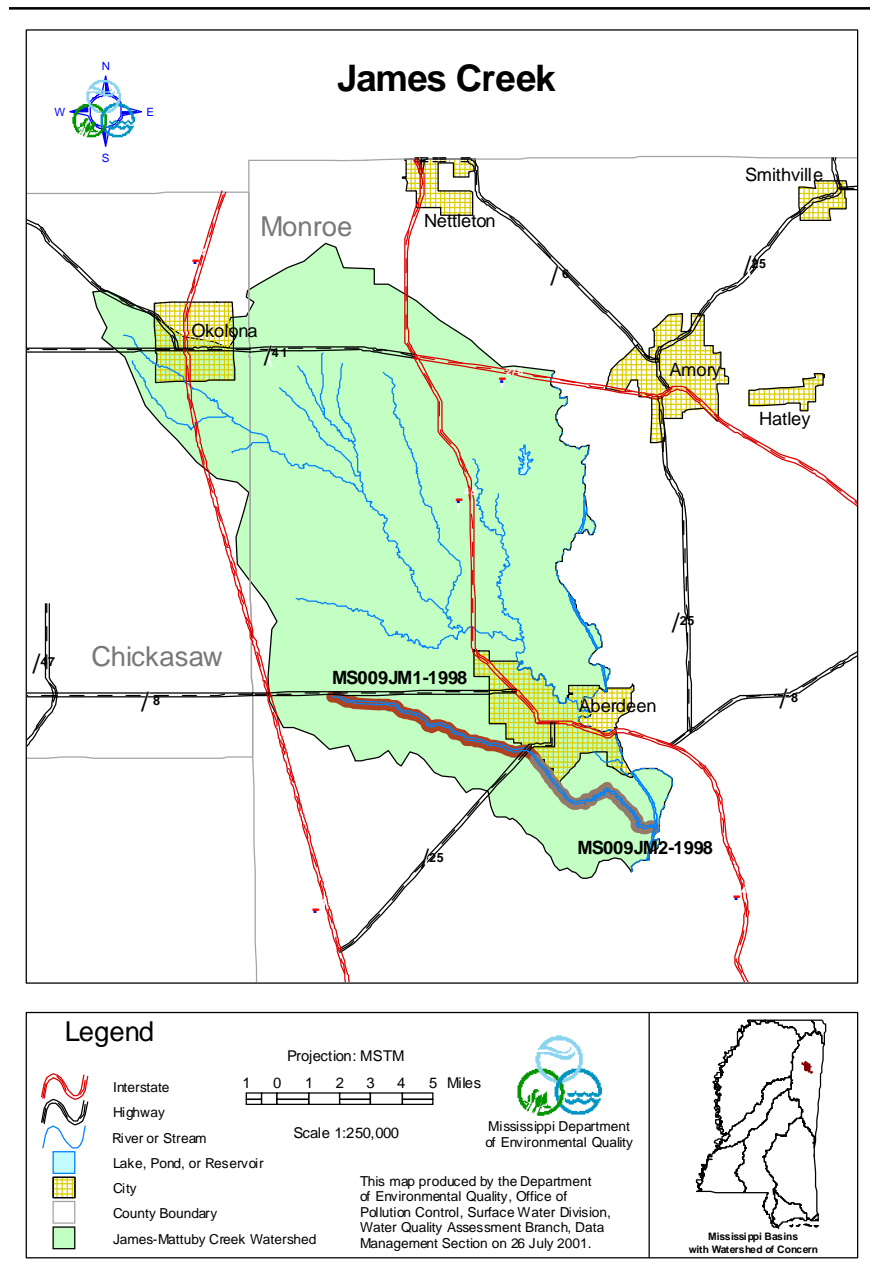 James Creek
N
W E
S
Smithville
Nettleton
Monroe
6
25
Okolona
41
Amory
Hatley
25
Chickasaw
47
MS009JM1-1998
8
8
Aberdeen
MS009JM2-1998
25
Legend
Interstate
Highway
River or Stream
Lake, Pond, or Reservoir
City
County Boundary
James-Mattuby Creek Watershed
Projection: MSTM
1 0 1 2 3 4 5 Miles
Scale 1:250,000
Mississippi Department
of Environmental Quality
This map produced by the Department
of Environmental Quality, Office of
Pollution Control, Surface Water Division,
Water Quality Assessment Branch, Data
Management Section on 26 July 2001.
Mississippi Basins
with Watershed of Concern